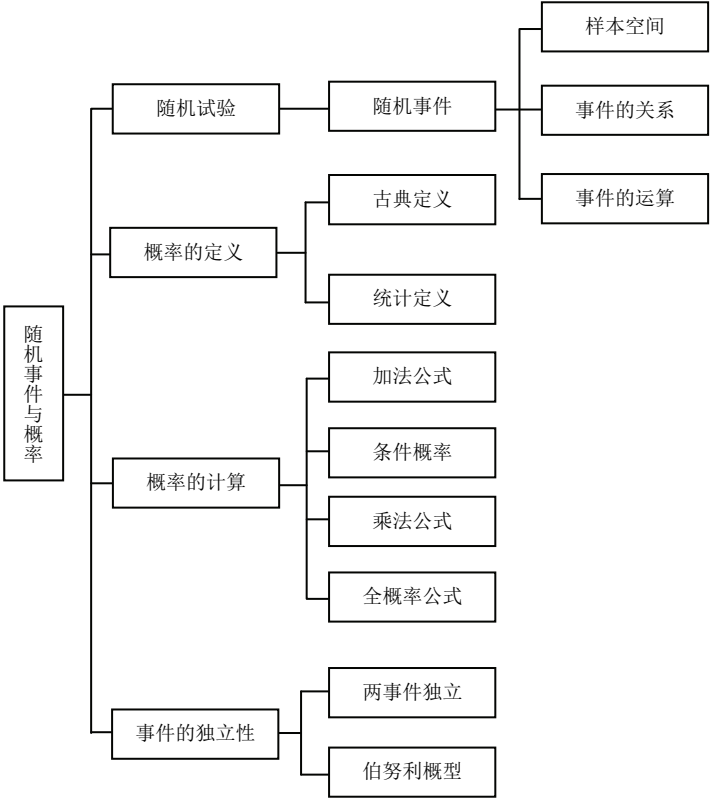 随机事件与概率
随机试验
随机事件
样本空间
事件的关系
事件的运算
概率的定义
古典定义
统计定义
概率的计算
加法公式
条件概率
乘法公式
全概率公式
事件的独立性
两事件独立
伯努利概型